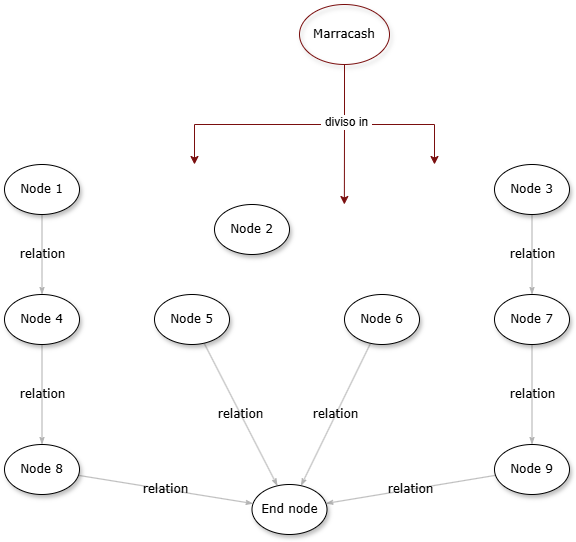 Marracash
diviso in
Node 1
Node 3
Node 2
relation
relation
Node 4
Node 5
Node 6
Node 7
relation
relation
relation
relation
Node 8
Node 9
relation
relation
End node